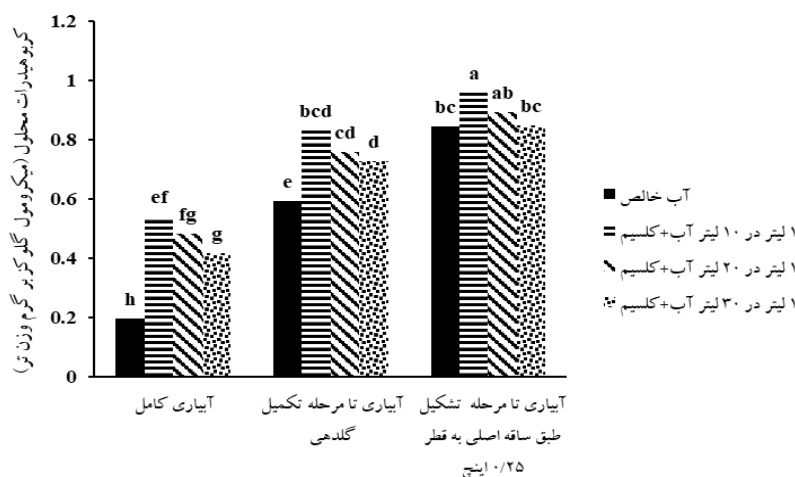 کربوهیدرات محلول (میکرومول گلوکز بر گرم وزن تر)
1.2
1
0.8
0.6
0.4
0.2
0
h
ef
fg
g
e
bcd
cd
d
bc
a
ab
bc
آبیاری کامل
آبیاری تا مرحله تکمیل
گلدهی
آبیاری تا مرحله تشکیل
طبق ساقه اصلی به قطر
۰/۲۵ اینچ
آب خالص
۱ لیتر در ۱۰ لیتر آب+کلسیم
۱ لیتر در ۲۰ لیتر آب+کلسیم
۱ لیتر در ۳۰ لیتر آب+کلسیم